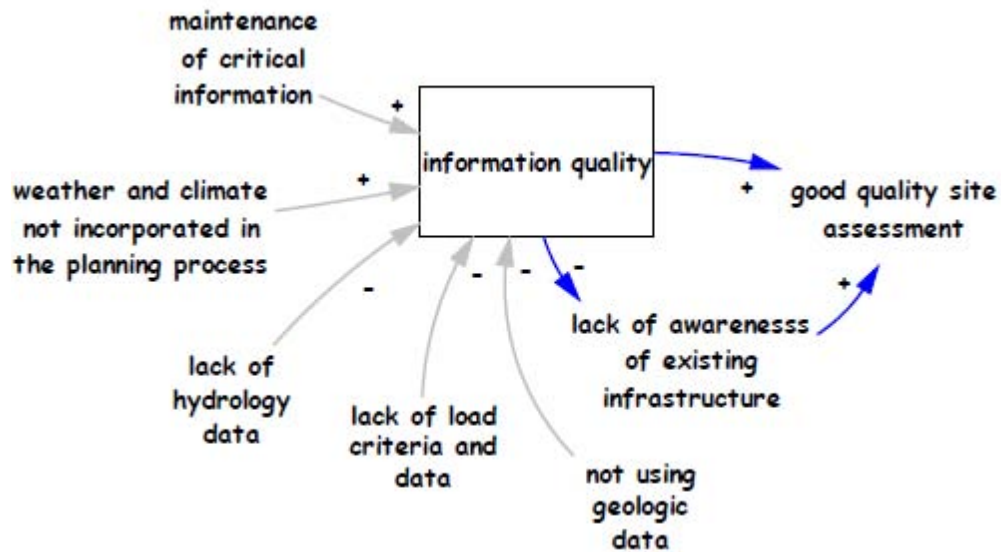 maintenance
of critical
information
+
information quality
weather and climate
not incorporated in
the planning process
+
+
good quality site
assessment
-
-
-
-
+
lack of awarenesss
of existing
infrastructure
lack of
hydrology
data
lack of load
criteria and
data
not using
geologic
data